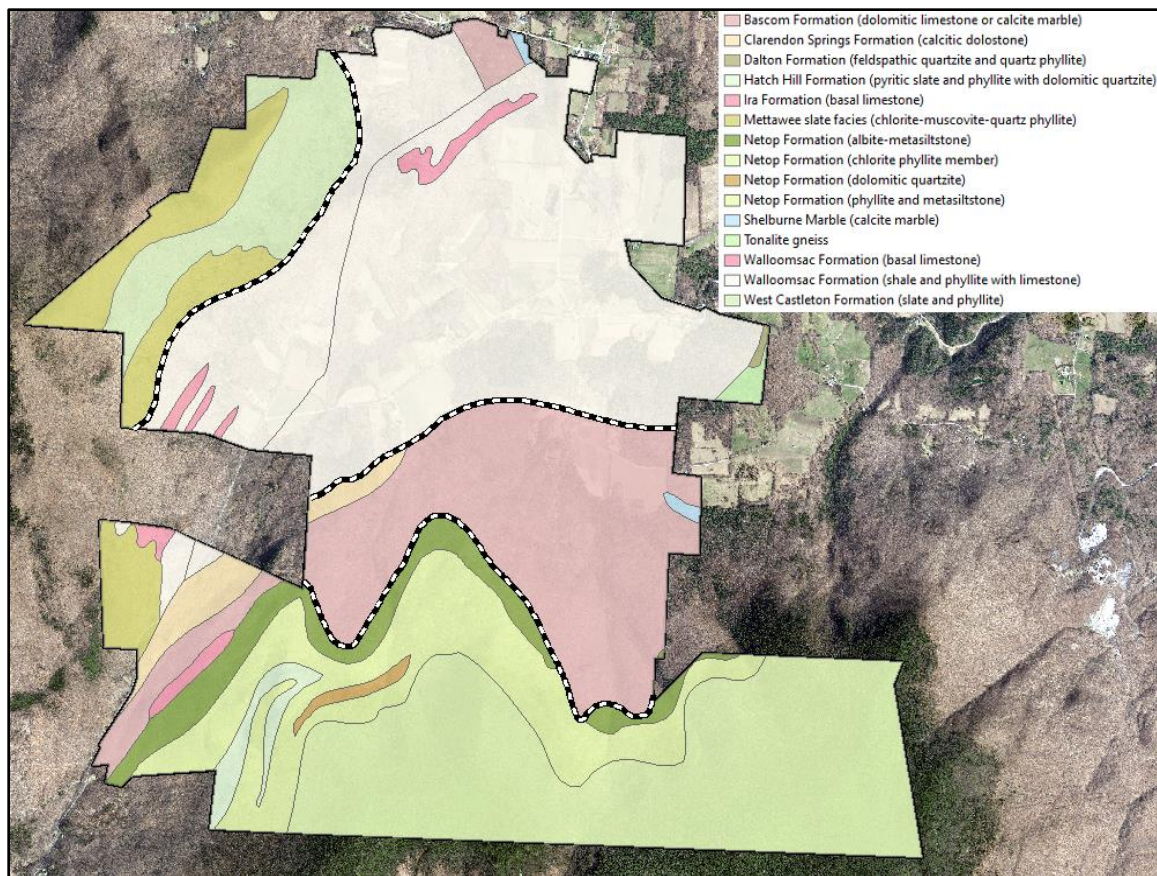 Bascom Formation (dolomitic limestone or calcite marble)
Clarendon Springs Formation (calcitic dolostone)
Dalton Formation (feldspathic quartzite and quartz phyllite)
Hatch Hill Formation (pyritic slate and phyllite with dolomitic quartzite)
Ira Formation (basal limestone)
Mettawee slate facies (chlorite-muscovite-quartz phyllite)
Netop Formation (albite-metasiltstone)
Netop Formation (chlorite phyllite member)
Netop Formation (dolomitic quartzite)
Netop Formation (phyllite and metasiltstone)
Shelburne Marble (calcite marble)
Tonalite gneiss
Walloomsac Formation (basal limestone)
Walloomsac Formation (shale and phyllite with limestone)
West Castleton Formation (slate and phyllite)